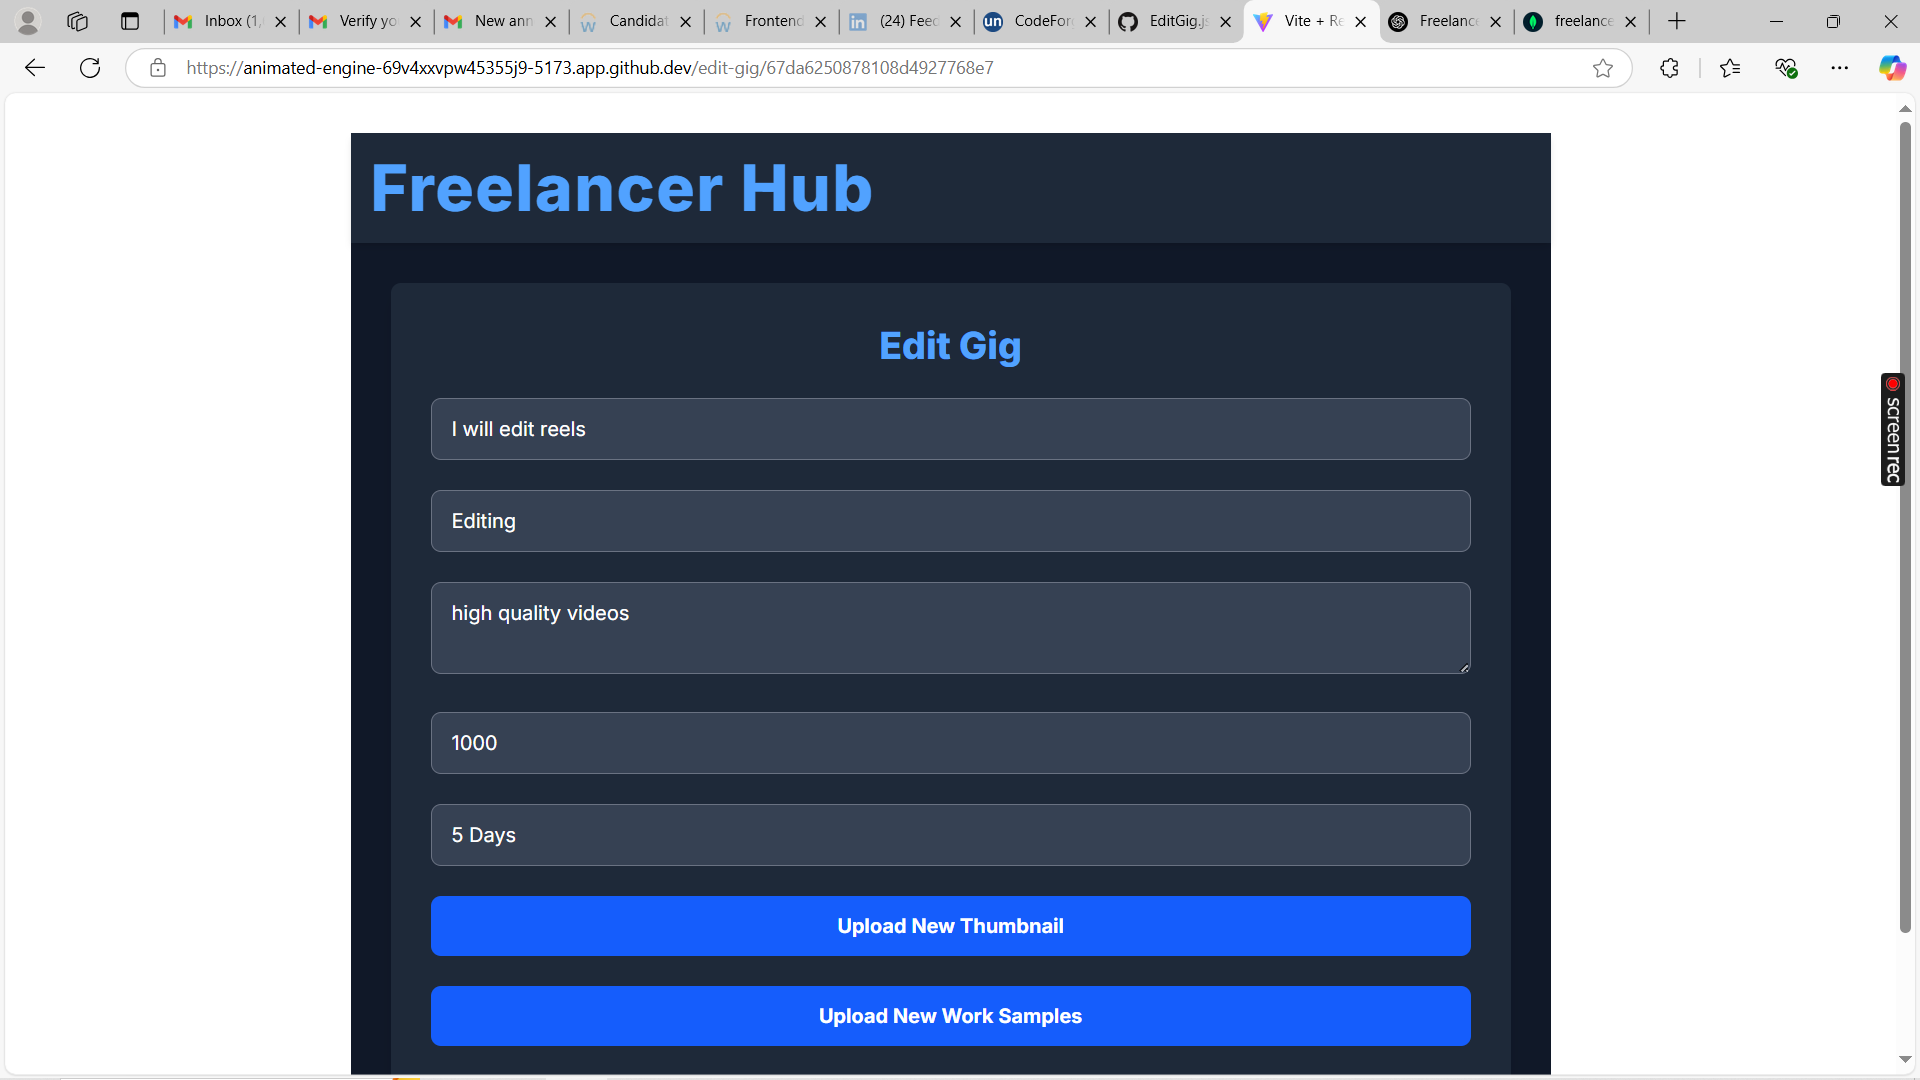 Inbox (1,
Verify yo
New ann
Candidat
Frontend
(24) Feed
CodeFor
EditGig.js
Vite + Re
Freelance
freelance
https://animated-engine-69v4xxvpw45355j9-5173.app.github.dev/edit-gig/67da6250878108d4927768e7
Freelancer Hub
Edit Gig
I will edit reels
Editing
high quality videos
1000
5 Days
Upload New Thumbnail
Upload New Work Samples
screenrec